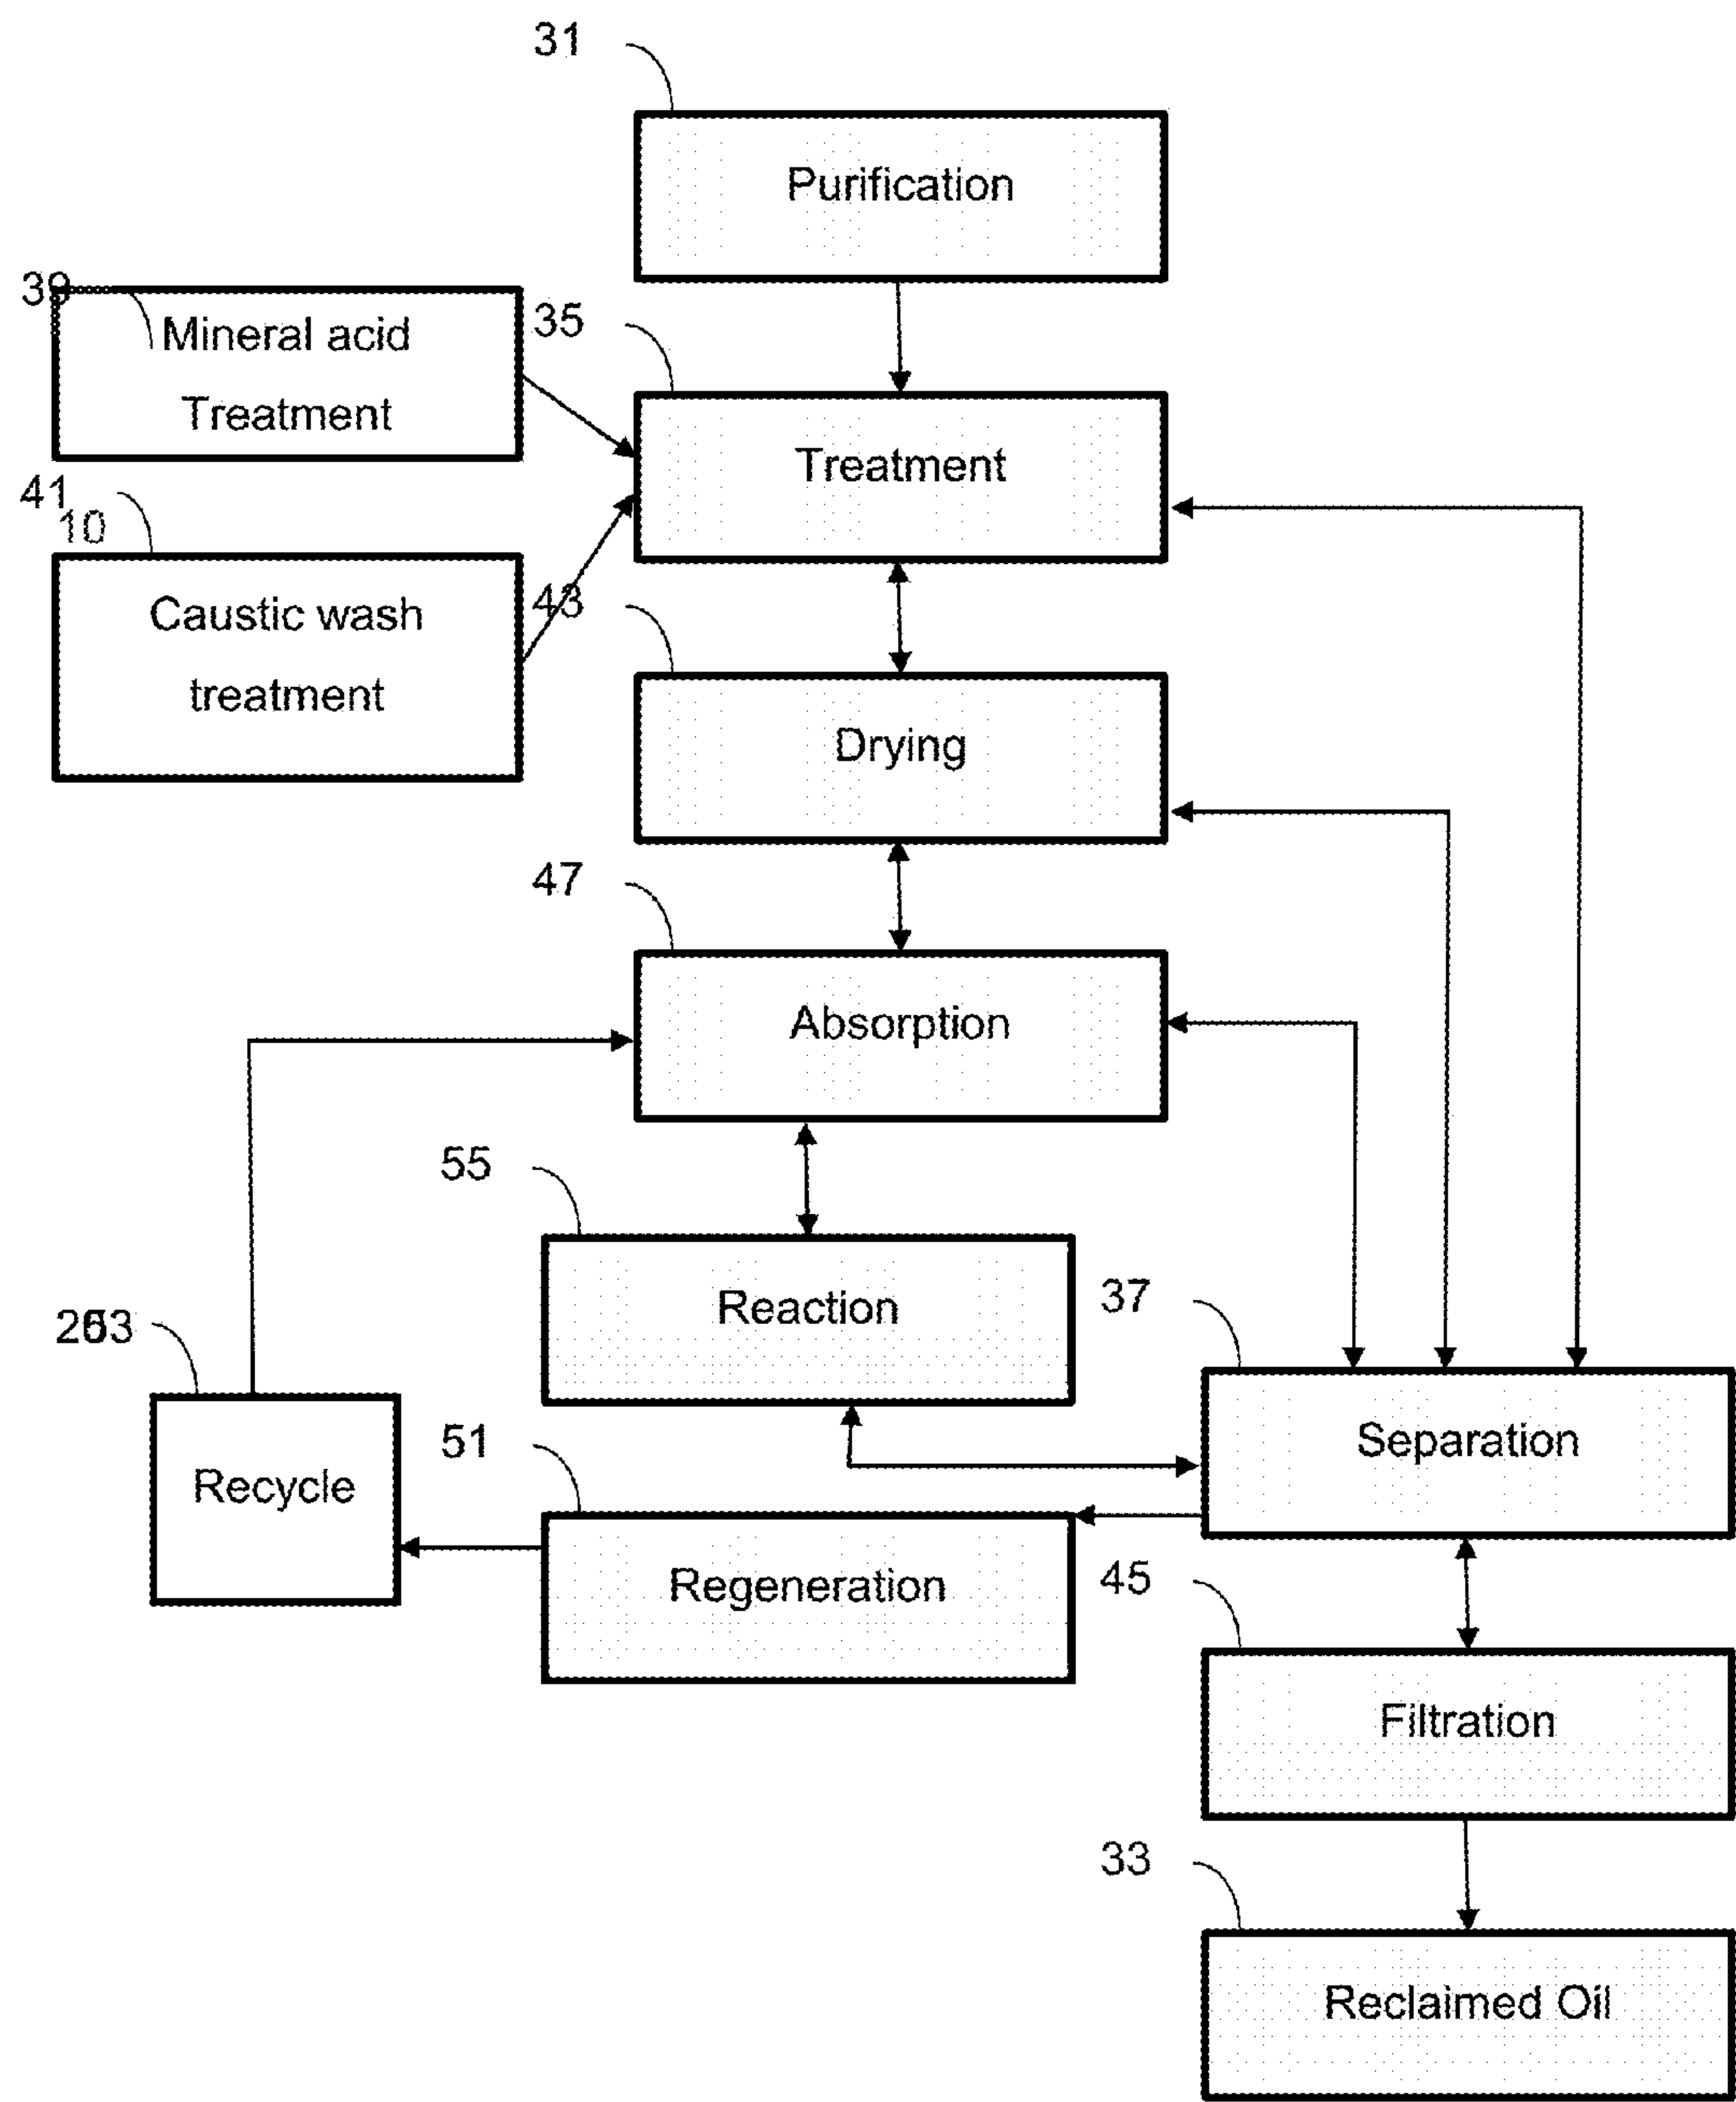 31
Purification
39
Mineral acid
Treatment
35
Treatment
41
10
Caustic wash
treatment
43
Drying
47
Absorption
55
Reaction
37
Separation
Recycle
51
Regeneration
45
Filtration
33
Reclaimed Oil